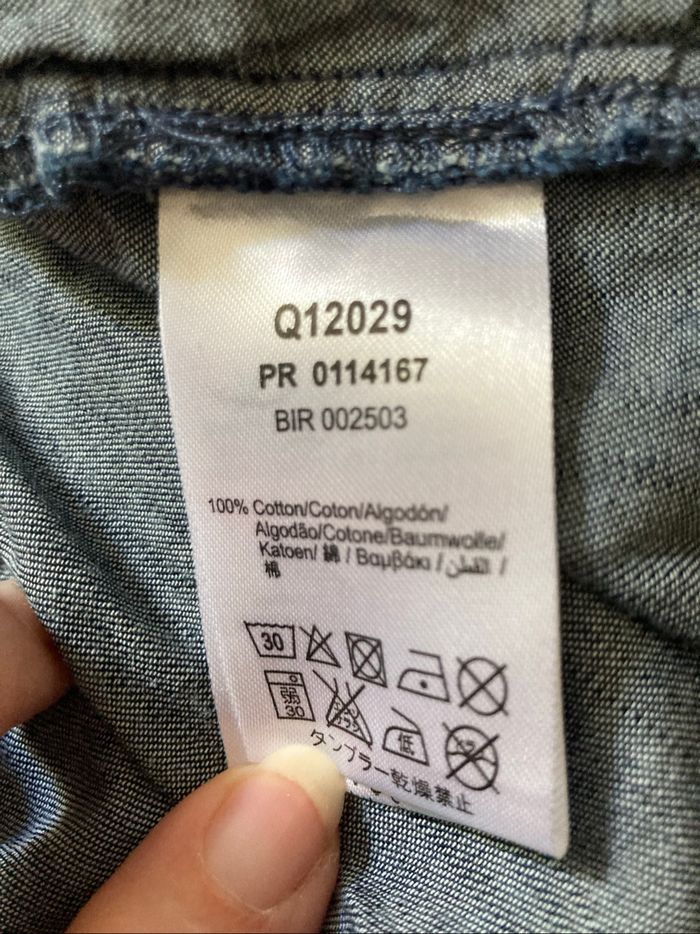 Q12029
PR 0114167
BIR 002503
100% Cotton/Coton/Algodón/
Algodão/Cotone/Baumwolle/
Katoen/ 綿 / Βαμβάκι / القطن /
棉
30
弱 30 低
タンブラー乾燥禁止